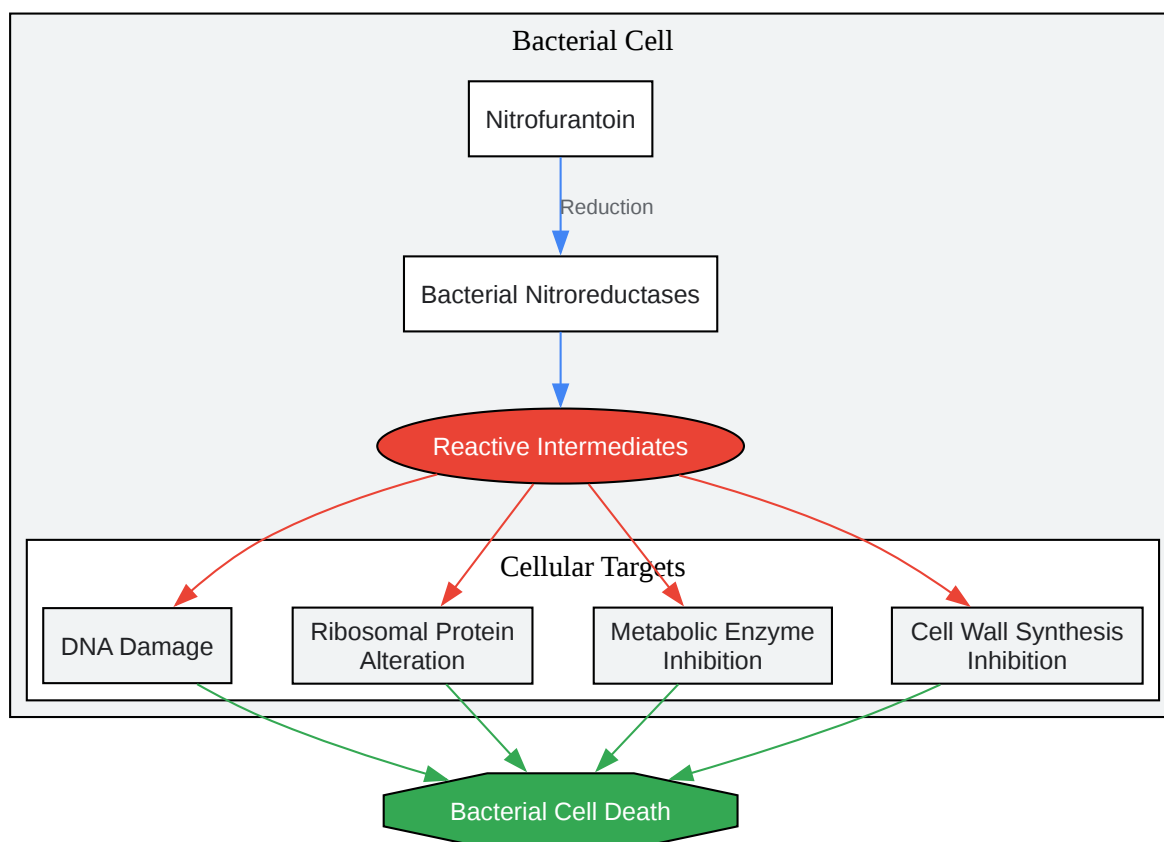 Bacterial Cell
Nitrofurantoin
Reduction
Bacterial Nitroreductases
Reactive Intermediates
Cellular Targets
DNA Damage
Ribosomal Protein
Alteration
Metabolic Enzyme
Inhibition
Cell Wall Synthesis
Inhibition
Bacterial Cell Death